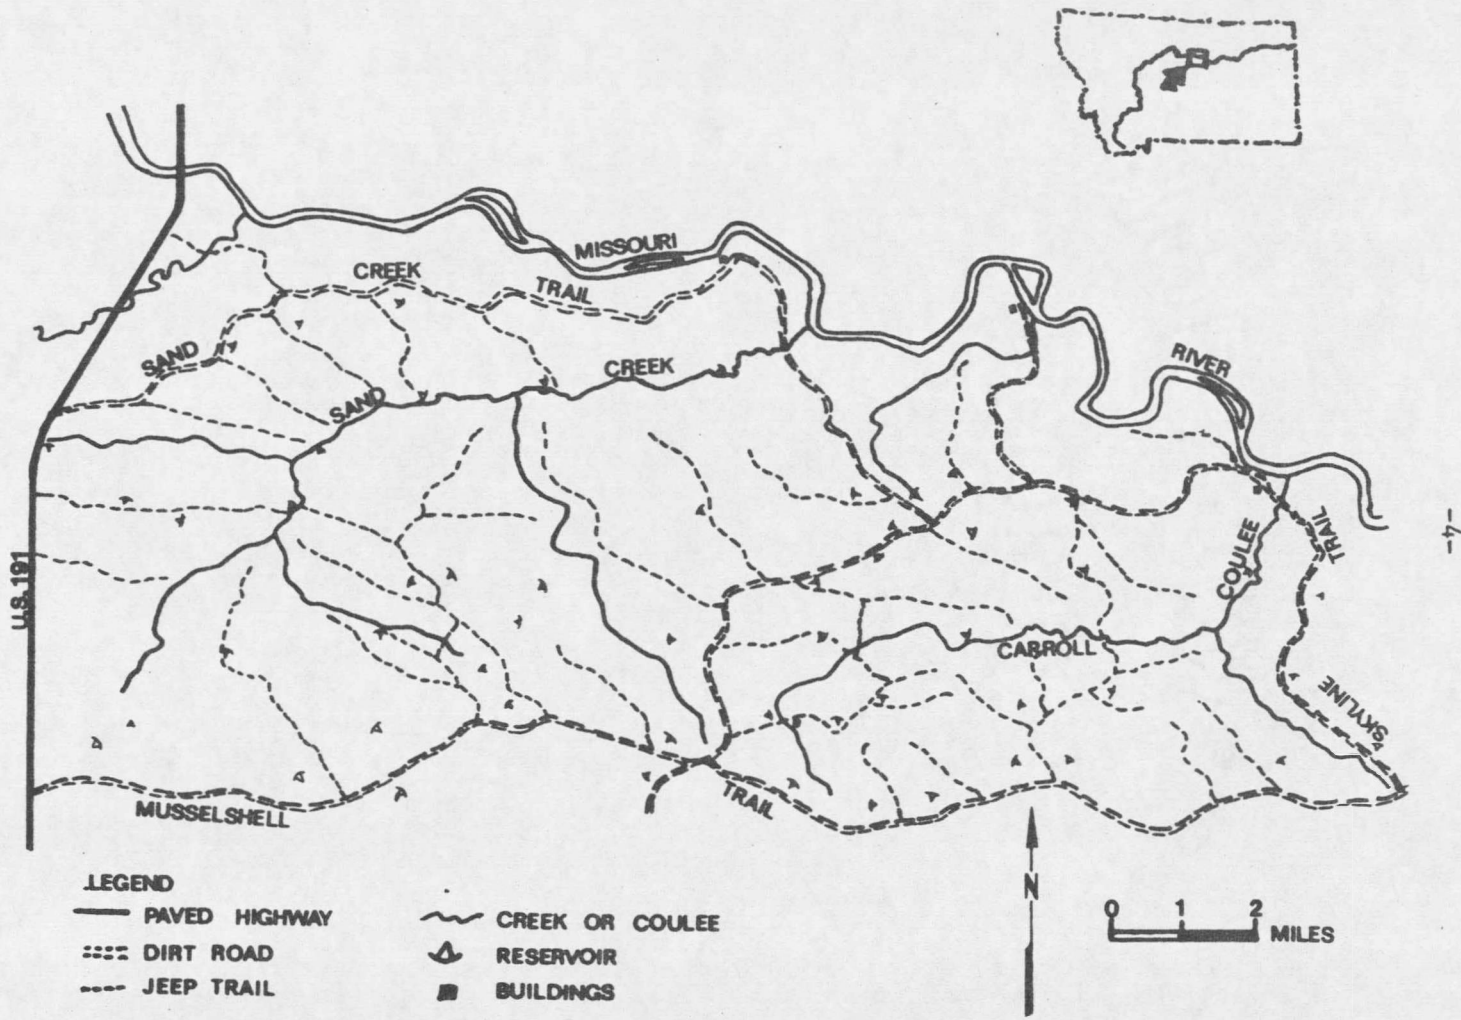 MISSOURI
CREEK
TRAIL
SAND
CREEK
SAND
RIVER
TRAIL
COULEE
U.S. 191
CARROLL
SKYLINE
MUSSELSHELL
TRAIL
-4-
LEGEND
PAVED HIGHWAY
DIRT ROAD
JEEP TRAIL
CREEK OR COULEE
RESERVOIR
BUILDINGS
N
0 1 2
MILES